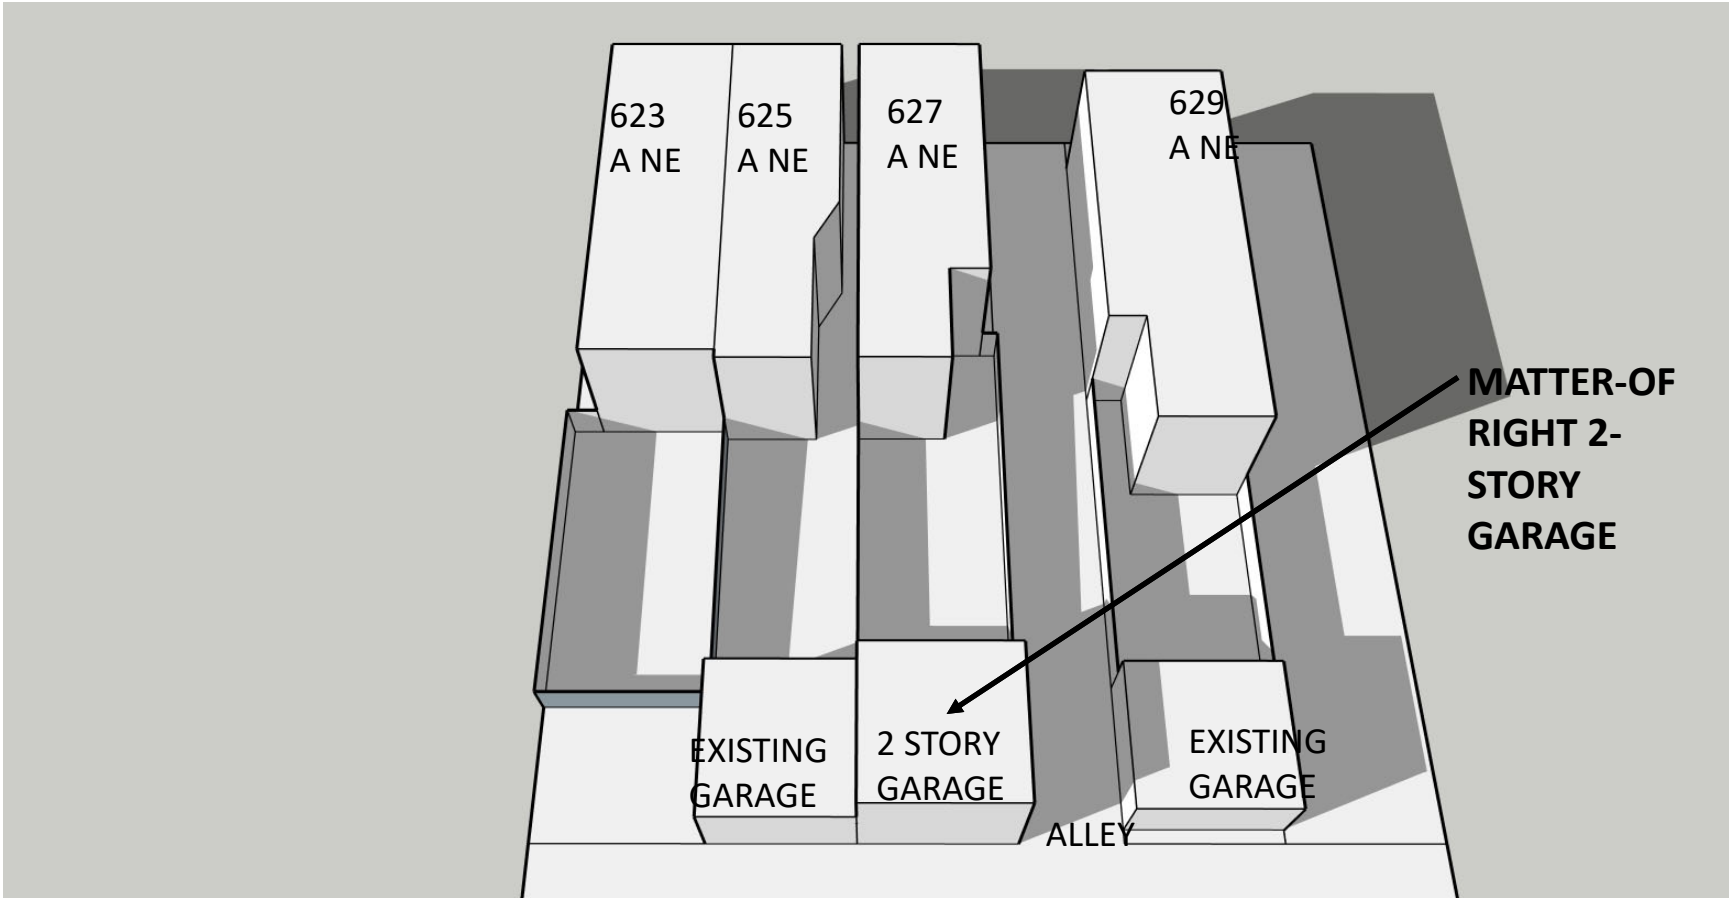 623
A NE
625
A NE
627
A NE
629
A NE
MATTER-OF
RIGHT 2-
STORY
GARAGE
EXISTING
GARAGE
2 STORY
GARAGE
EXISTING
GARAGE
ALLEY